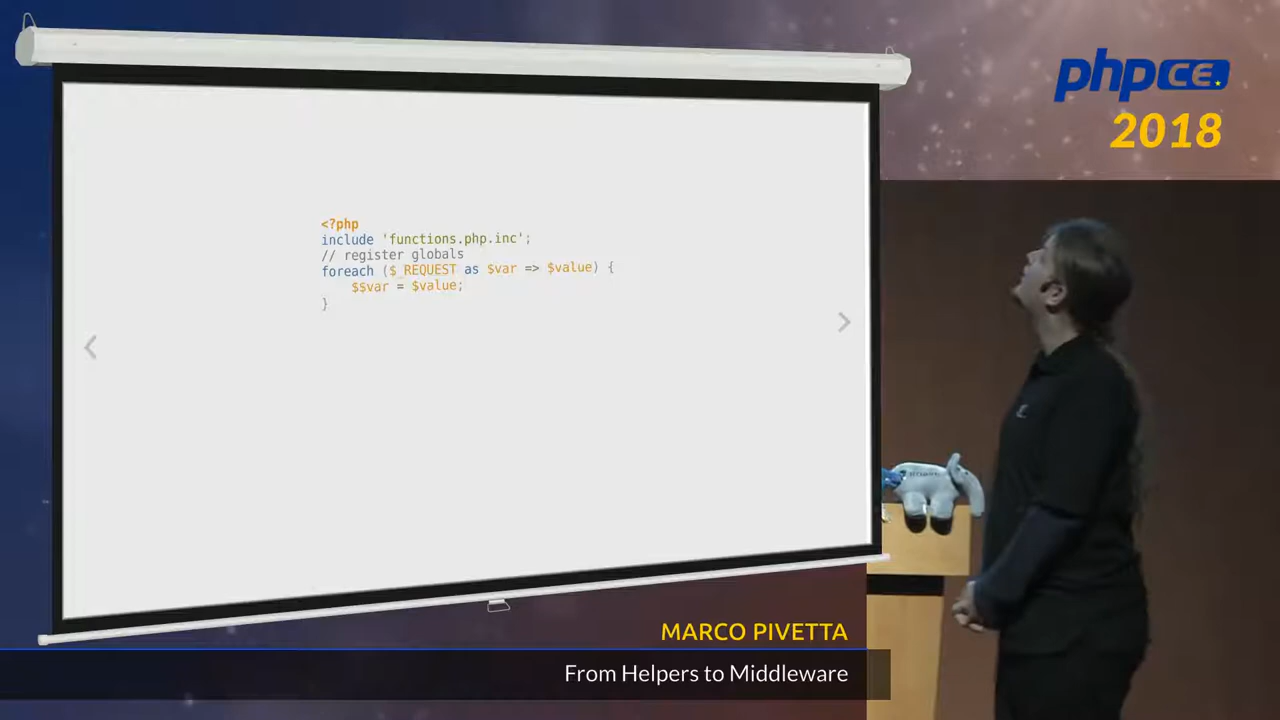 phpce.
2018
<?php
include 'functions.php.inc';
// register globals
foreach ($_REQUEST as $var => $value) {
$$var = $value;
}
MARCO PIVETTA
From Helpers to Middleware